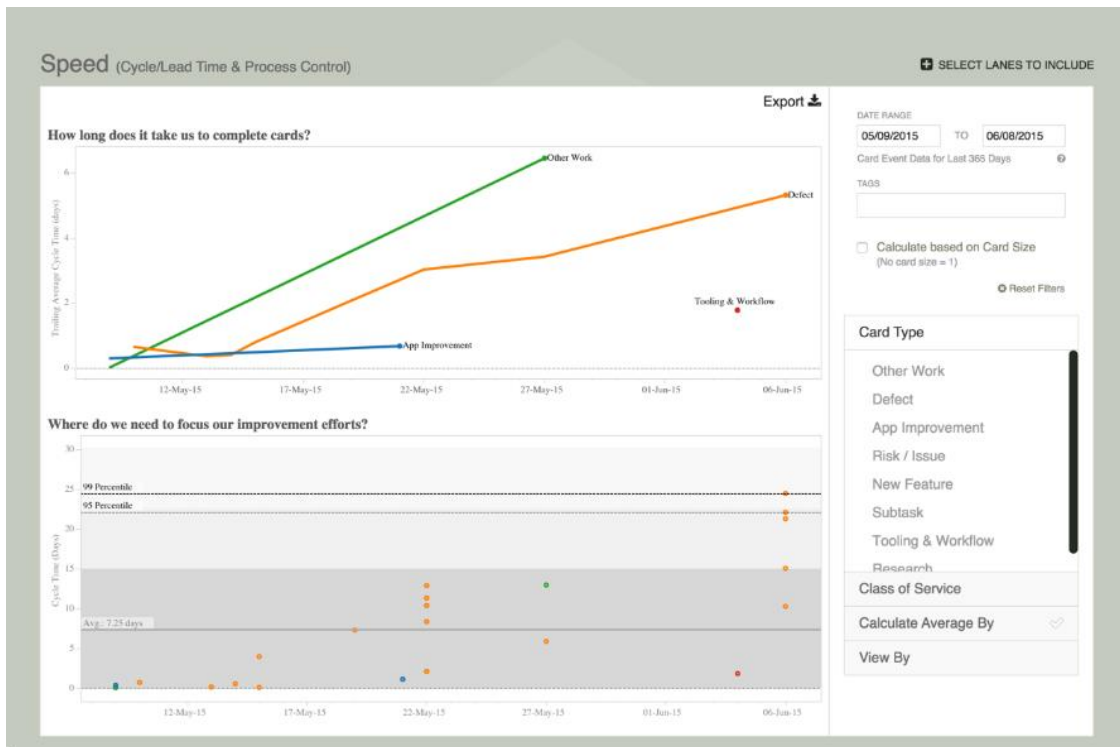 Speed (Cycle/Lead Time & Process Control)
SELECT LANES TO INCLUDE
Export
How long does it take us to complete cards?
Trailing Average Cycle Time (days)
6
4
2
0
Other Work
Defect
Tooling & Workflow
App Improvement
12-May-15 17-May-15 22-May-15 27-May-15 01-Jun-15 06-Jun-15
Where do we need to focus our improvement efforts?
Cycle Time (Days)
30
25
20
15
10
5
0
99 Percentile
95 Percentile
Avg.: 7.25 days
12-May-15 17-May-15 22-May-15 27-May-15 01-Jun-15 06-Jun-15
DATE RANGE
05/09/2015 TO 06/08/2015
Card Event Data for Last 365 Days
TAGS
Calculate based on Card Size
(No card size = 1)
Reset Filters
Card Type
Other Work
Defect
App Improvement
Risk / Issue
New Feature
Subtask
Tooling & Workflow
Research
Class of Service
Calculate Average By
View By